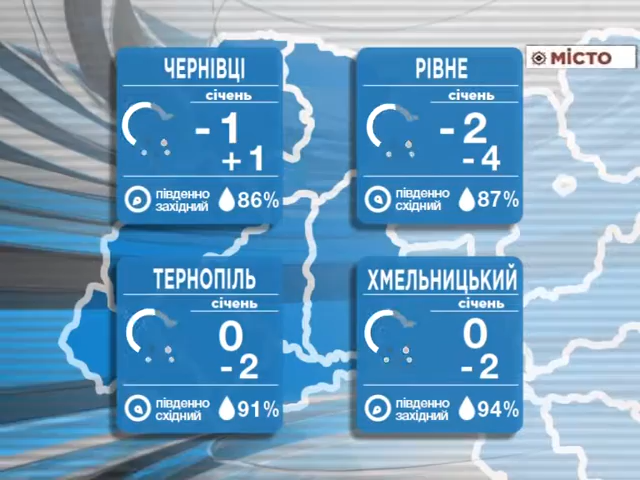 МІСТО
ЧЕРНІВЦІ
січень
-1
+1
південно
західний
86%
РІВНЕ
січень
-2
-4
південно
східний
87%
ТЕРНОПІЛЬ
січень
0
-2
південно
східний
91%
ХМЕЛЬНИЦЬКИЙ
січень
0
-2
південно
західний
94%